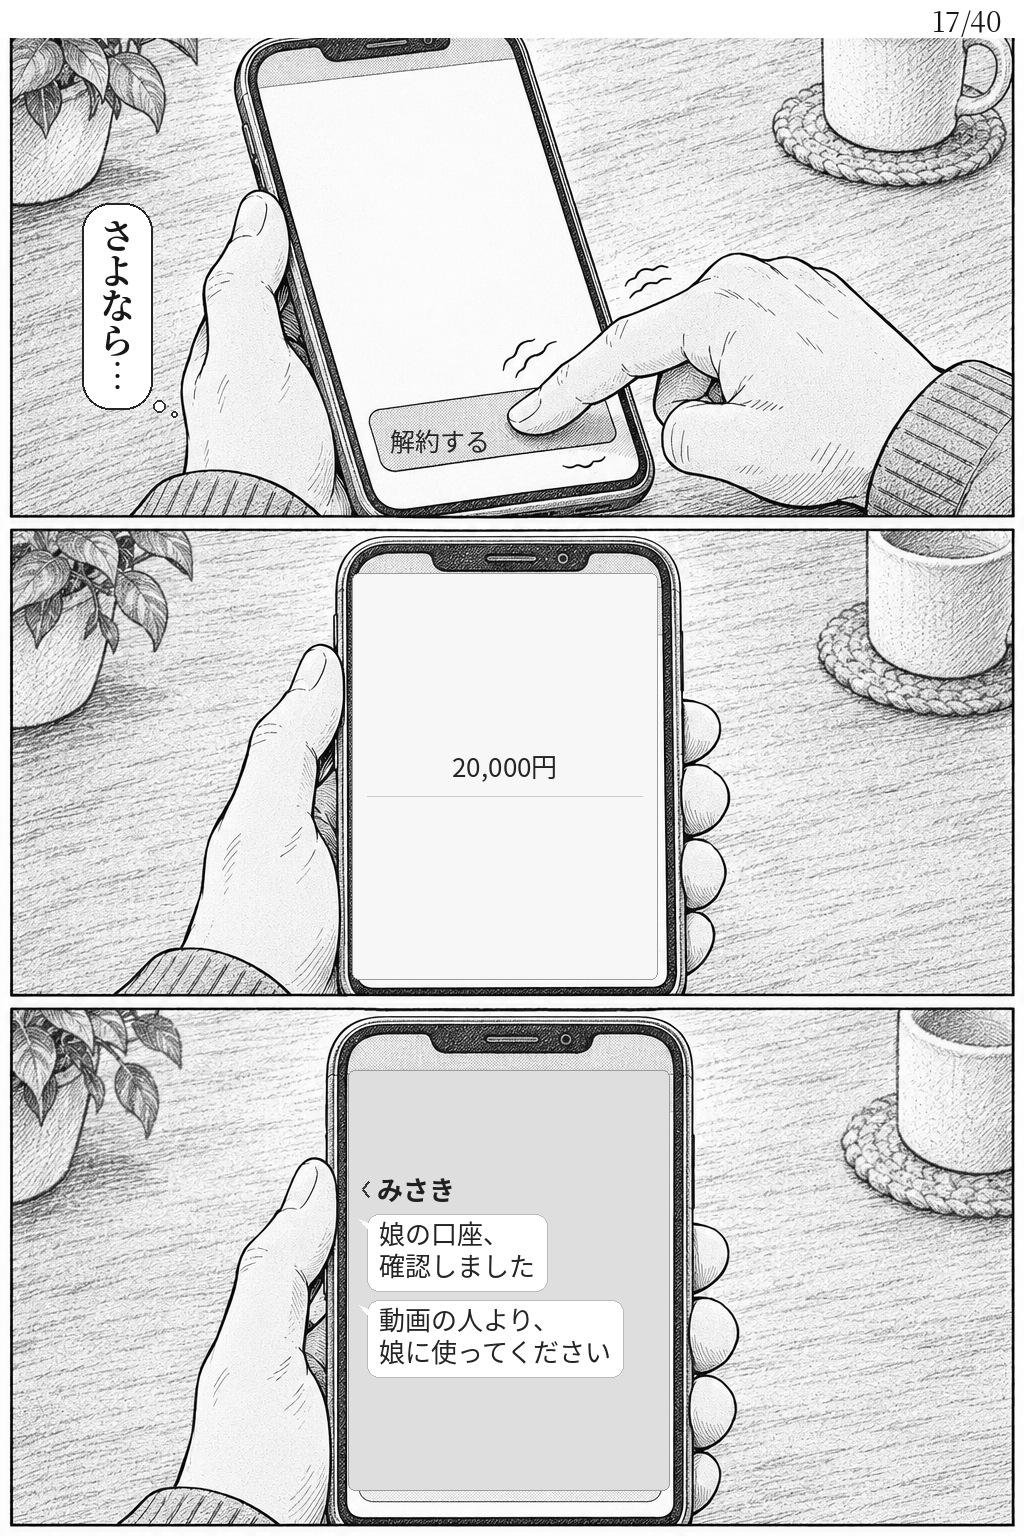 17/40
さよなら…
解約する
20,000円
みさき
娘の口座、
確認しました
動画の人より、
娘に使ってください